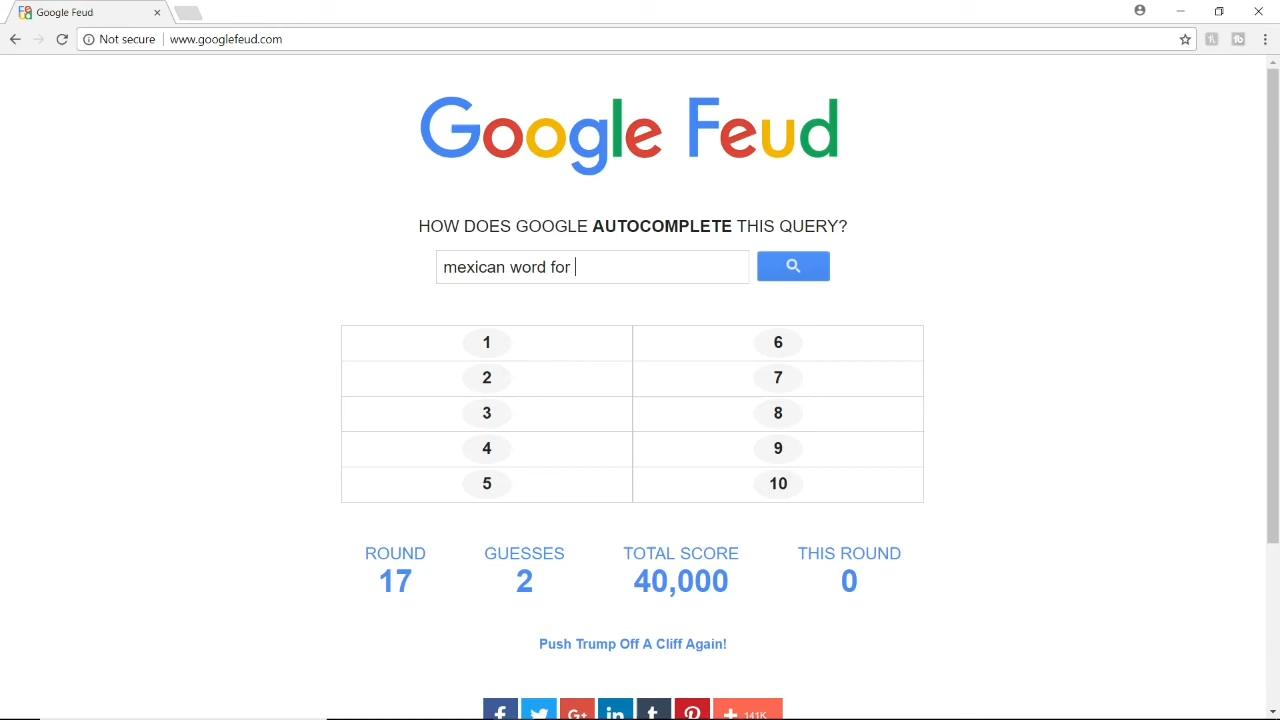 Google Feud
Not secure www.googlefeud.com
Google Feud
HOW DOES GOOGLE AUTOCOMPLETE THIS QUERY?
mexican word for
1 6
2 7
3 8
4 9
5 10
ROUND GUESSES TOTAL SCORE THIS ROUND
17 2 40,000 0
Push Trump Off A Cliff Again!
f G+ in t 141K